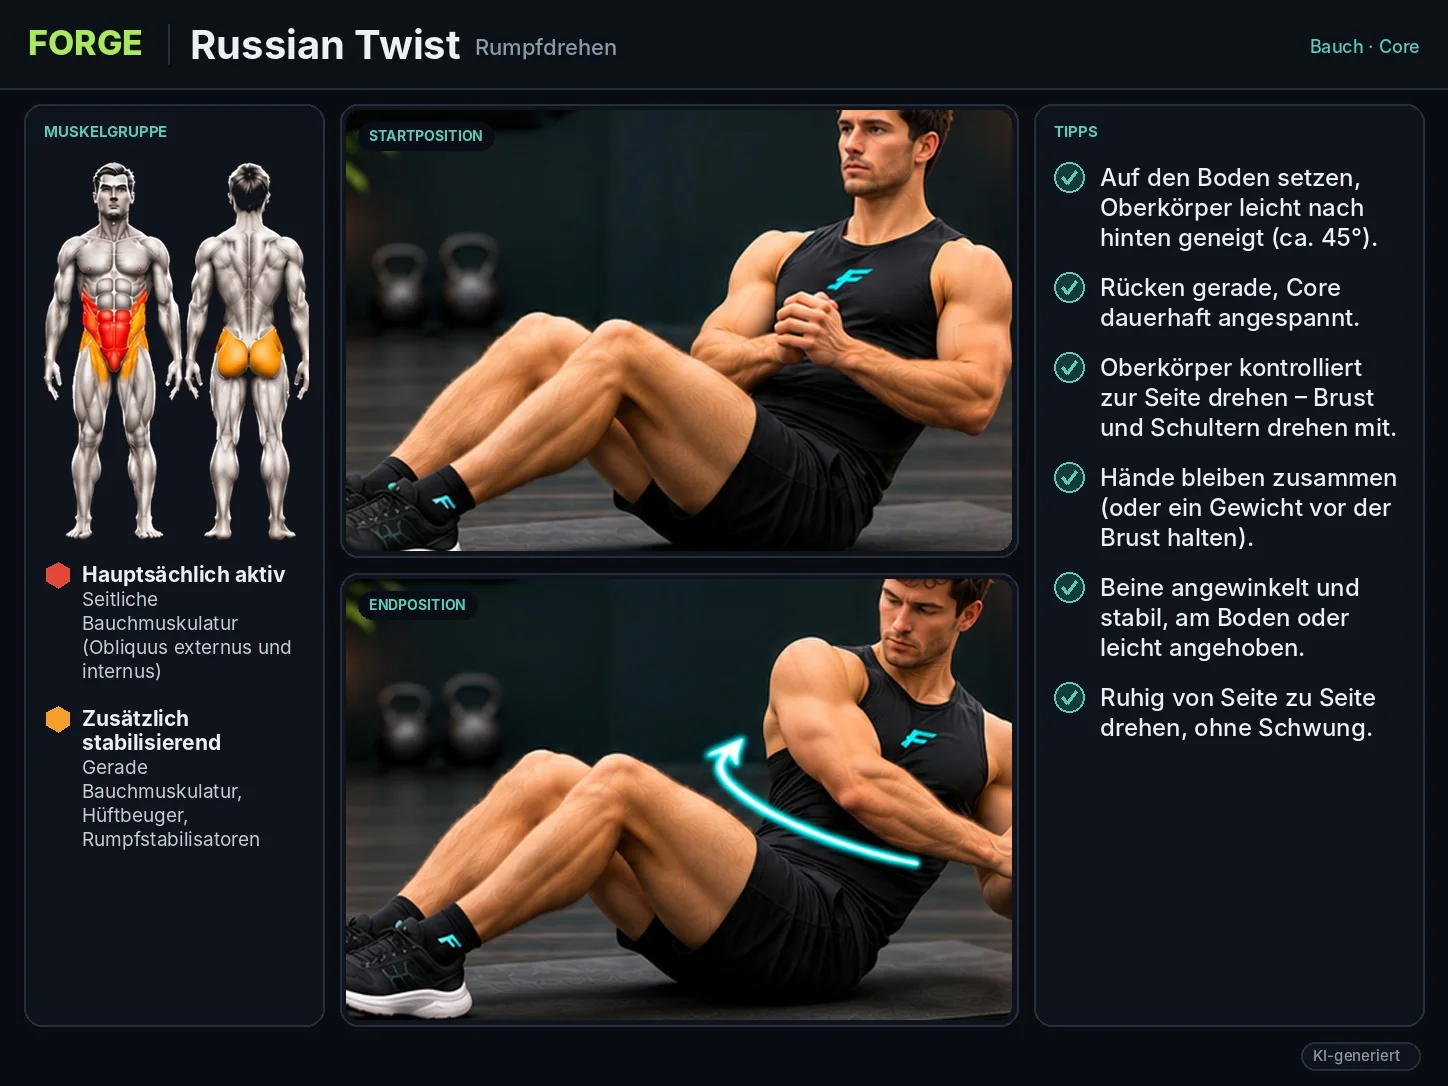 FORGE
Russian Twist Rumpfdrehen
Bauch · Core
MUSKELGRUPPE
Hauptsächlich aktiv
Seitliche
Bauchmuskulatur
(Obliquus externus und
internus)
Zusätzlich
stabilisierend
Gerade
Bauchmuskulatur,
Hüftbeuger,
Rumpfstabilisatoren
STARTPOSITION
ENDPOSITION
TIPPS
Auf den Boden setzen,
Oberkörper leicht nach
hinten geneigt (ca. 45°).
Rücken gerade, Core
dauerhaft angespannt.
Oberkörper kontrolliert
zur Seite drehen – Brust
und Schultern drehen mit.
Hände bleiben zusammen
(oder ein Gewicht vor der
Brust halten).
Beine angewinkelt und
stabil, am Boden oder
leicht angehoben.
Ruhig von Seite zu Seite
drehen, ohne Schwung.
KI-generiert